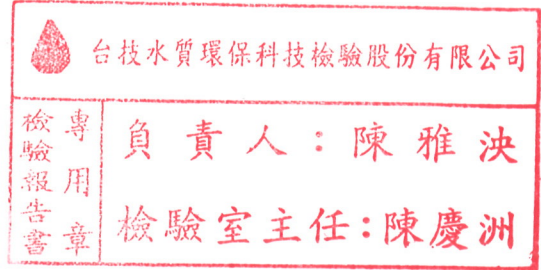 台技水質環保科技檢驗股份有限公司
檢驗報告書
專用章
負責人：陳雅泱
檢驗室主任：陳慶洲